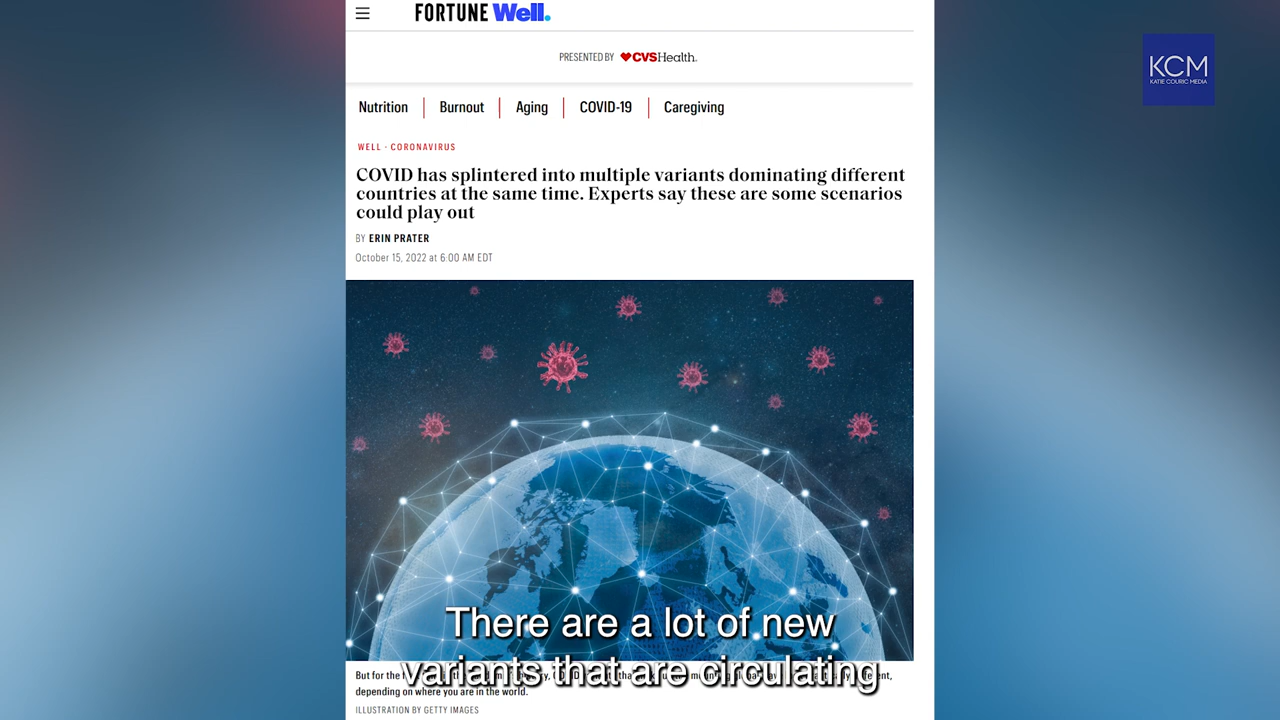 FORTUNE Well.
PRESENTED BY CVSHealth.
KCM
KATIE COURIC MEDIA
Nutrition
Burnout
Aging
COVID-19
Caregiving
WELL · CORONAVIRUS
COVID has splintered into multiple variants dominating different
countries at the same time. Experts say these are some scenarios
could play out
BY ERIN PRATER
October 15, 2022 at 6:00 AM EDT
There are a lot of new
variants that are circulating
But for the
depending on where you are in the world.
ILLUSTRATION BY GETTY IMAGES